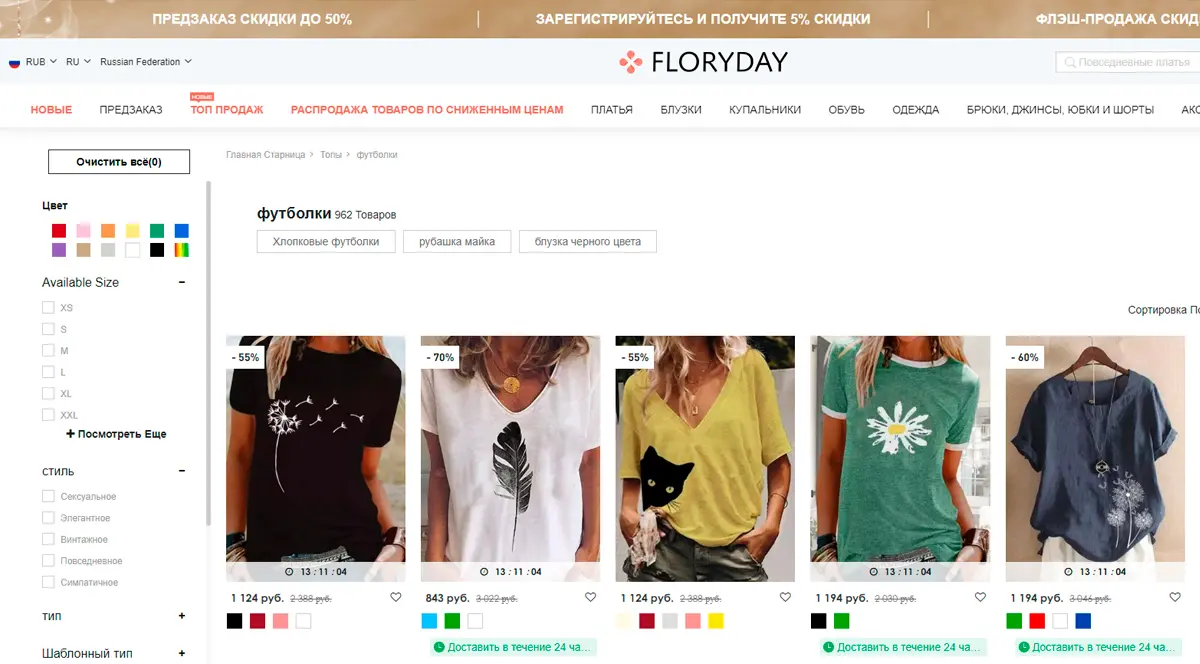 ПРЕДЗАКАЗ СКИДКИ ДО 50% | ЗАРЕГИСТРИРУЙТЕСЬ И ПОЛУЧИТЕ 5% СКИДКИ | ФЛЭШ-ПРОДАЖА СКИД
RUB RU Russian Federation
FLORYDAY
Повседневные платья
НОВЫЕ
НОВЫЕ ПРЕДЗАКАЗ ТОП ПРОДАЖ РАСПРОДАЖА ТОВАРОВ ПО СНИЖЕННЫМ ЦЕНАМ ПЛАТЬЯ БЛУЗКИ КУПАЛЬНИКИ ОБУВЬ ОДЕЖДА БРЮКИ, ДЖИНСЫ, ЮБКИ И ШОРТЫ АКС
Очистить всё(0)
Цвет
Available Size −
XS
S
M
L
XL
XXL
+ Посмотреть Еще
стиль −
Сексуальное
Элегантное
Винтажное
Повседневное
Симпатичное
тип +
Шаблонный тип +
Главная Старница > Топы > футболки
футболки 962 Товаров
Хлопковые футболки рубашка майка блузка черного цвета
Сортировка По
- 55% - 70% - 55% - 60%
13 : 11 : 04 13 : 11 : 04 13 : 11 : 04 13 : 11 : 04
1 124 руб. 2 388 руб. 843 руб. 3 022 руб. 1 124 руб. 2 388 руб. 1 194 руб. 2 030 руб. 1 194 руб. 3 046 руб.
Доставить в течение 24 ча... Доставить в течение 24 ча... Доставить в течение 24 ча...